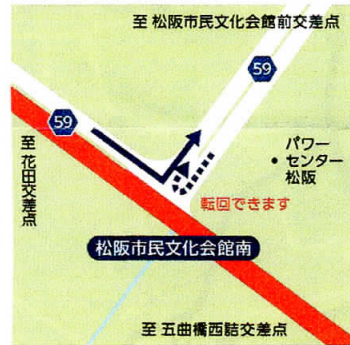 至 松阪市民文化会館前交差点
59
59
至 花田交差点
パワー
センター
松阪
転回できます
松阪市民文化会館南
至 五曲橋西詰交差点